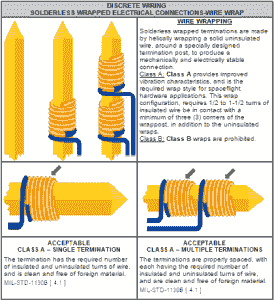 DISCRETE WIRING
SOLDERLESS WRAPPED ELECTRICAL CONNECTIONS-WIRE WRAP
WIRE WRAPPING
Solderless wrapped terminations are made
by helically wrapping a solid uninsulated
wire, around a specially designed
termination post, to produce a
mechanically and electrically stable
connection.
Class A: Class A provides improved
vibration characteristics, and is the
required wrap style for spaceflight
hardware applications. This wrap
configuration, requires 1/2 to 1-1/2 turns of
insulated wire be in contact with a
minimum of three (3) corners of the
wrappost, in addition to the uninsulated
wraps.
Class B: Class B wraps are prohibited.
ACCEPTABLE
CLASS A – SINGLE TERMINATION
The termination has the required number
of insulated and uninsulated turns of wire,
and is clean and free of foreign material.
MIL-STD-1130B [ 4.1 ]
ACCEPTABLE
CLASS A – MULTIPLE TERMINATIONS
The terminations are properly spaced, with
each having the required number of
insulated and uninsulated turns of wire,
and are clean and free of foreign material.
MIL-STD-1130B [ 4.1 ]